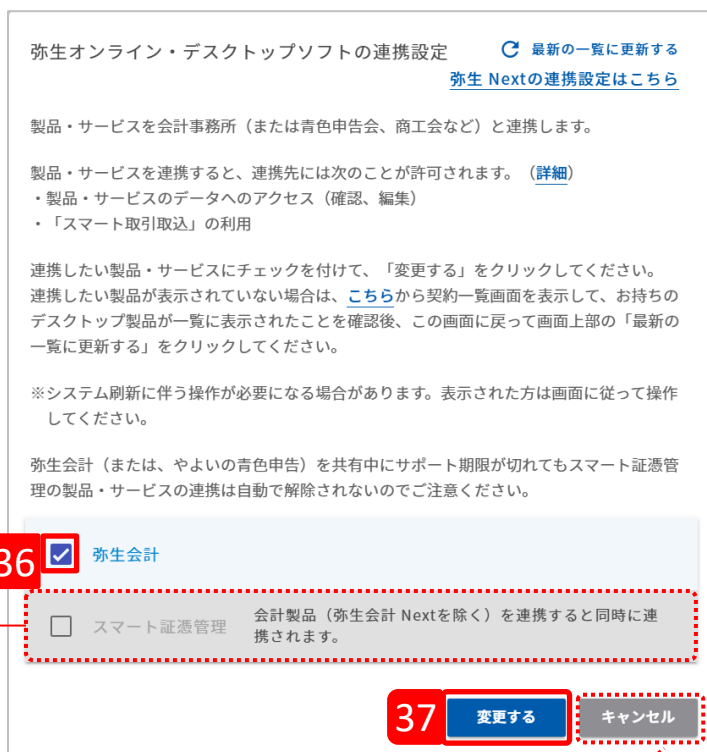 弥生オンライン・デスクトップソフトの連携設定 最新の一覧に更新する
弥生 Nextの連携設定はこちら
製品・サービスを会計事務所（または青色申告会、商工会など）と連携します。
製品・サービスを連携すると、連携先には次のことが許可されます。（詳細）
・製品・サービスのデータへのアクセス（確認、編集）
・「スマート取引取込」の利用
連携したい製品・サービスにチェックを付けて、「変更する」をクリックしてください。
連携したい製品が表示されていない場合は、こちらから契約一覧画面を表示して、お持ちの
デスクトップ製品が一覧に表示されたことを確認後、この画面に戻って画面上部の「最新の
一覧に更新する」をクリックしてください。
※システム刷新に伴う操作が必要になる場合があります。表示された方は画面に従って操作
してください。
弥生会計（または、やよいの青色申告）を共有中にサポート期限が切れてもスマート証憑管
理の製品・サービスの連携は自動で解除されないのでご注意ください。
36 弥生会計
スマート証憑管理 会計製品（弥生会計 Nextを除く）を連携すると同時に連
携されます。
37 変更する キャンセル